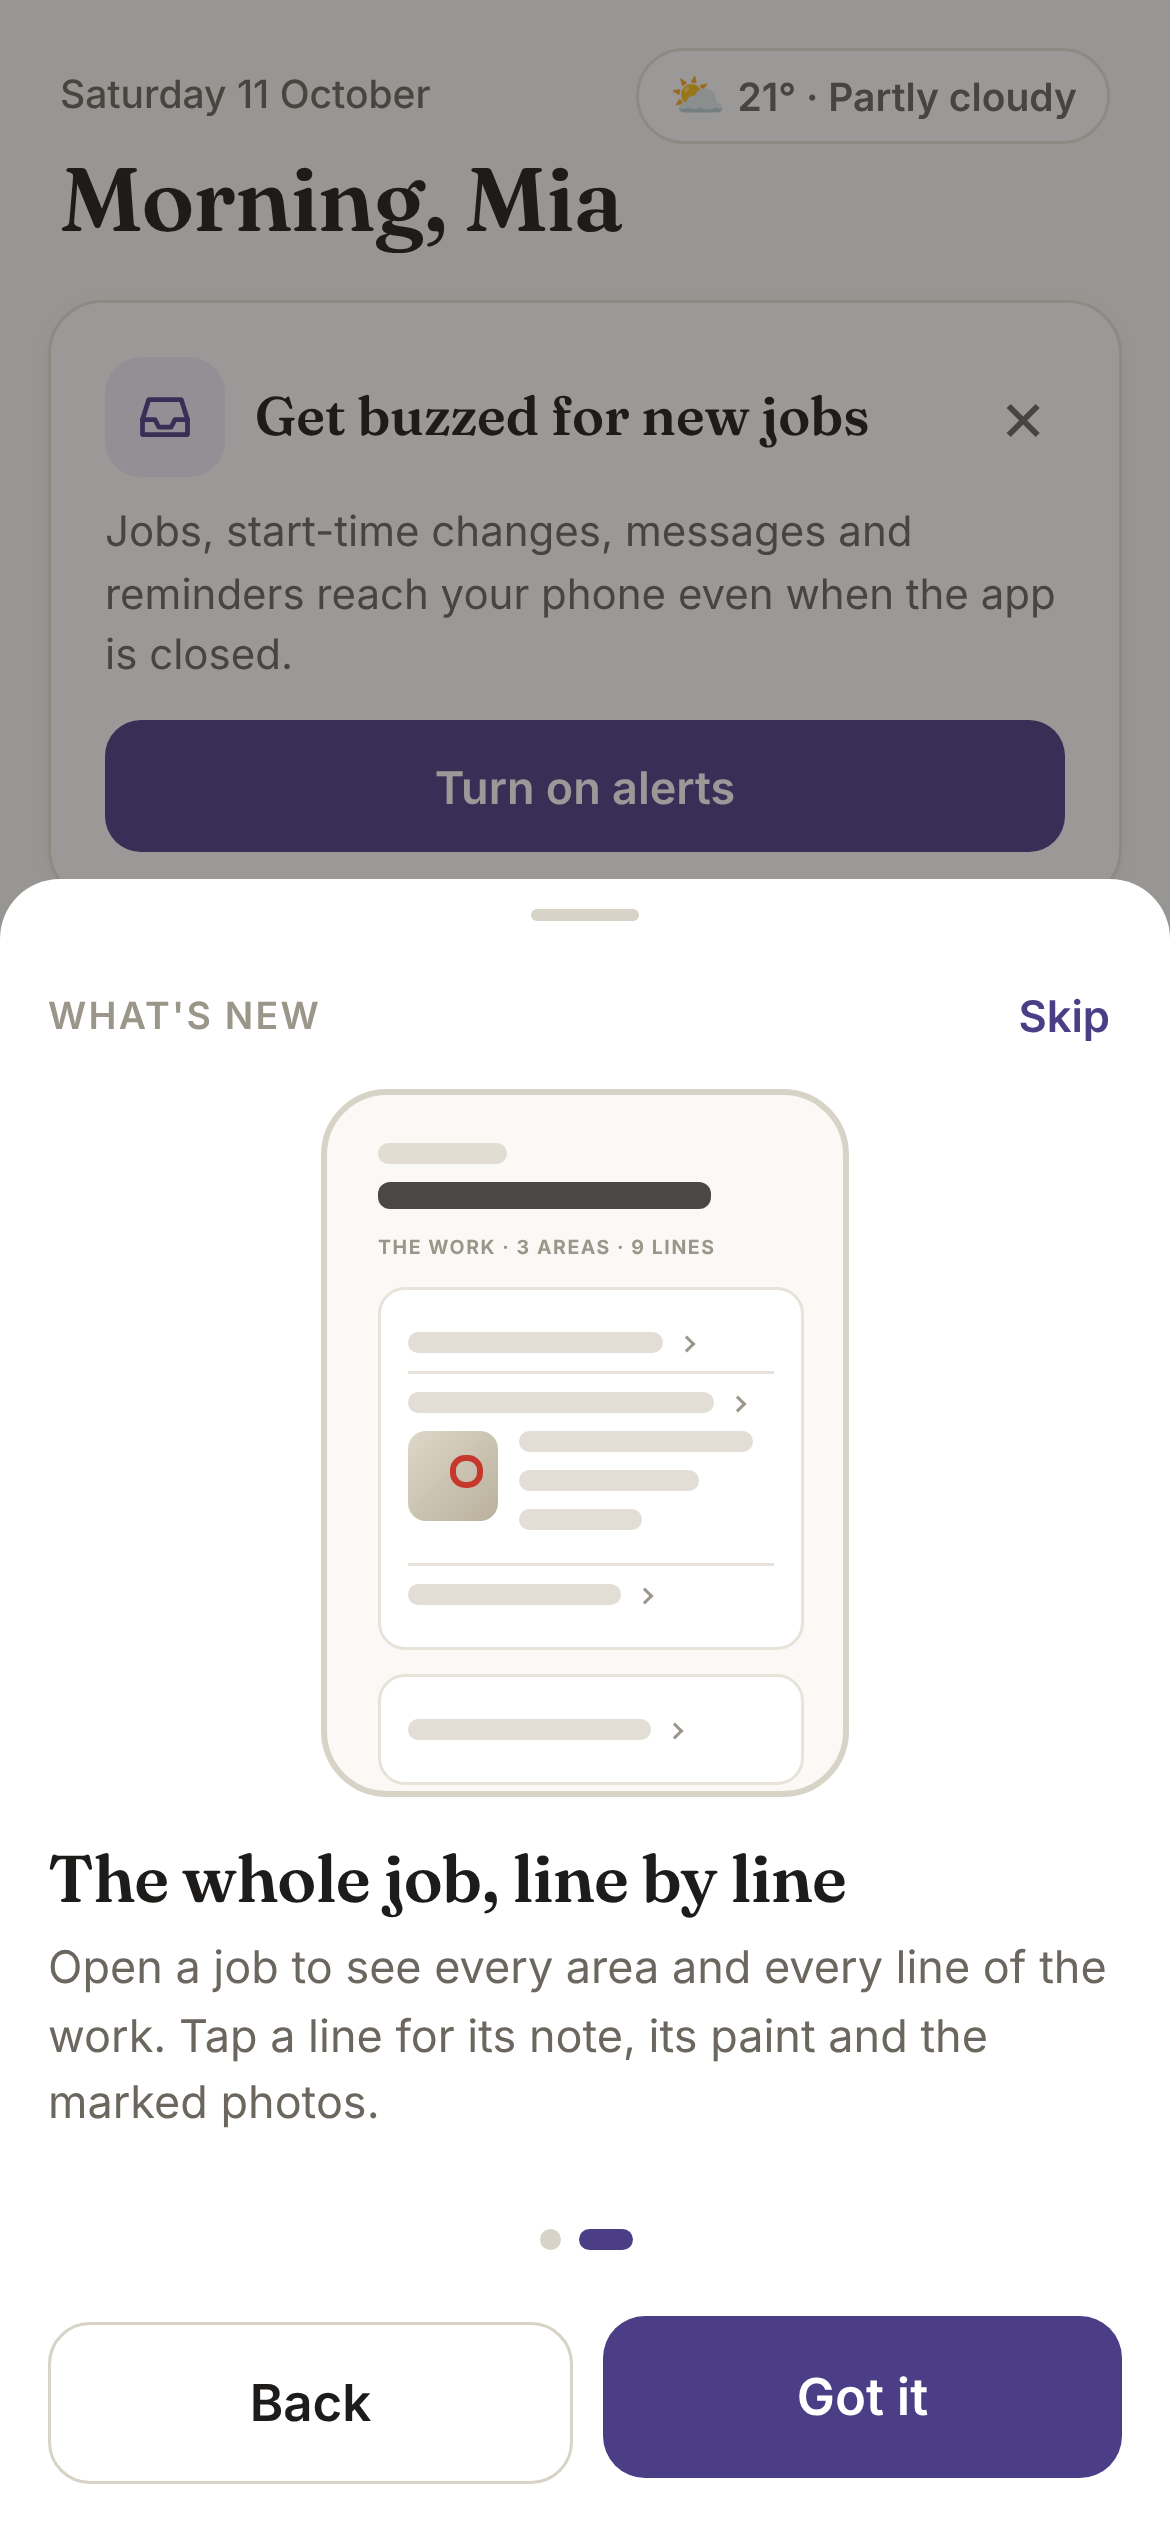 Saturday 11 October
⛅ 21° · Partly cloudy
Morning, Mia
Get buzzed for new jobs
Jobs, start-time changes, messages and
reminders reach your phone even when the app
is closed.
Turn on alerts
WHAT'S NEW
Skip
THE WORK · 3 AREAS · 9 LINES
The whole job, line by line
Open a job to see every area and every line of the
work. Tap a line for its note, its paint and the
marked photos.
Back
Got it